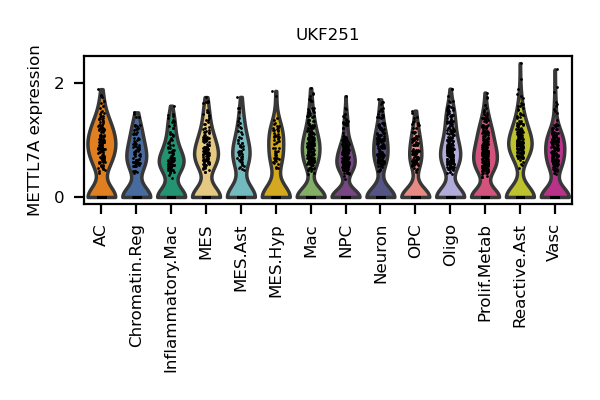 UKF251
METTL7A expression
2
0
AC
Chromatin.Reg
Inflammatory.Mac
MES
MES.Ast
MES.Hyp
Mac
NPC
Neuron
OPC
Oligo
Prolif.Metab
Reactive.Ast
Vasc